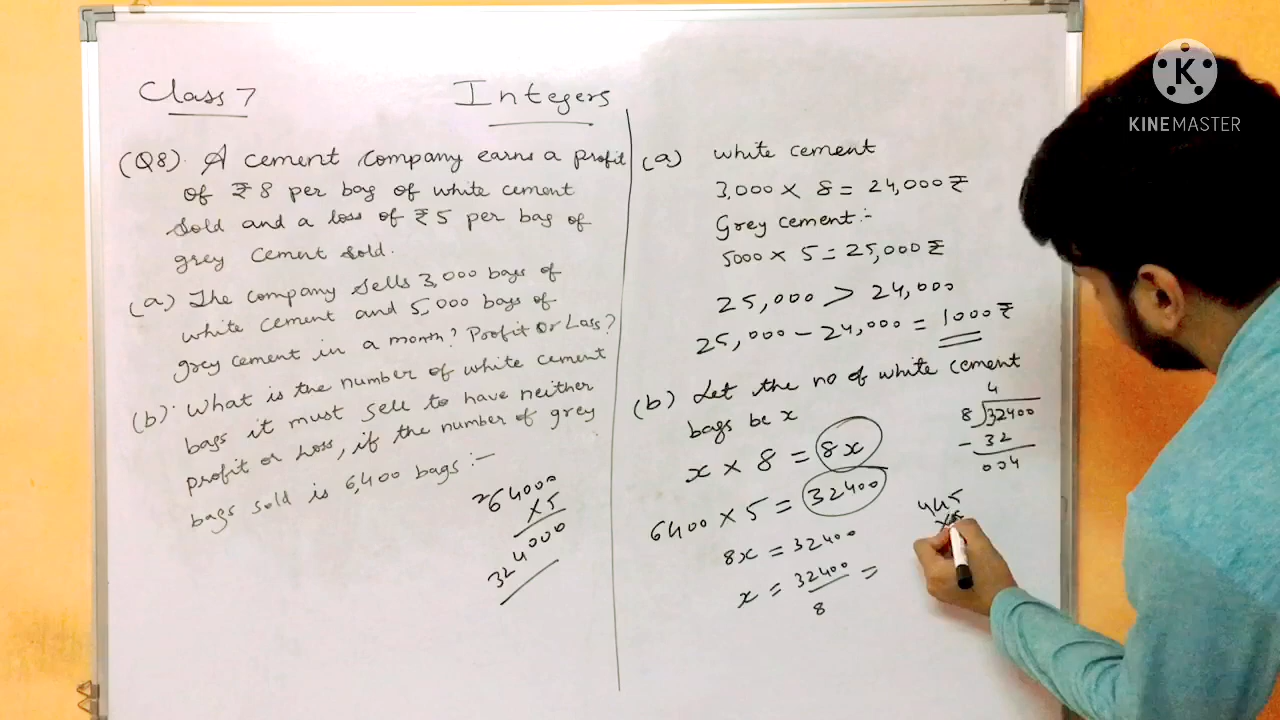 Class 7
Integers
(Q8). A cement company earns a profit
of ₹ 8 per bag of white cement
sold and a loss of ₹ 5 per bag of
grey cement sold.
(a) The company sells 3,000 bags of
white cement and 5,000 bags of
grey cement in a month? Profit or Loss?
(b). What is the number of white cement
bags it must sell to have neither
profit or loss, if the number of grey
bags sold is 6,400 bags :-
264000
×5
324000
(a) white cement
3,000 × 8 = 24,000 ₹
Grey cement :-
5000 × 5 = 25,000 ₹
25,000 > 24,000
25,000 - 24,000 = 1000 ₹
(b) Let the no of white cement
bags be x
x × 8 = 8x
6400 × 5 = 32400
8x = 32400
x = 32400 =
8
4
8 32400
- 32
004
445
K
KINEMASTER